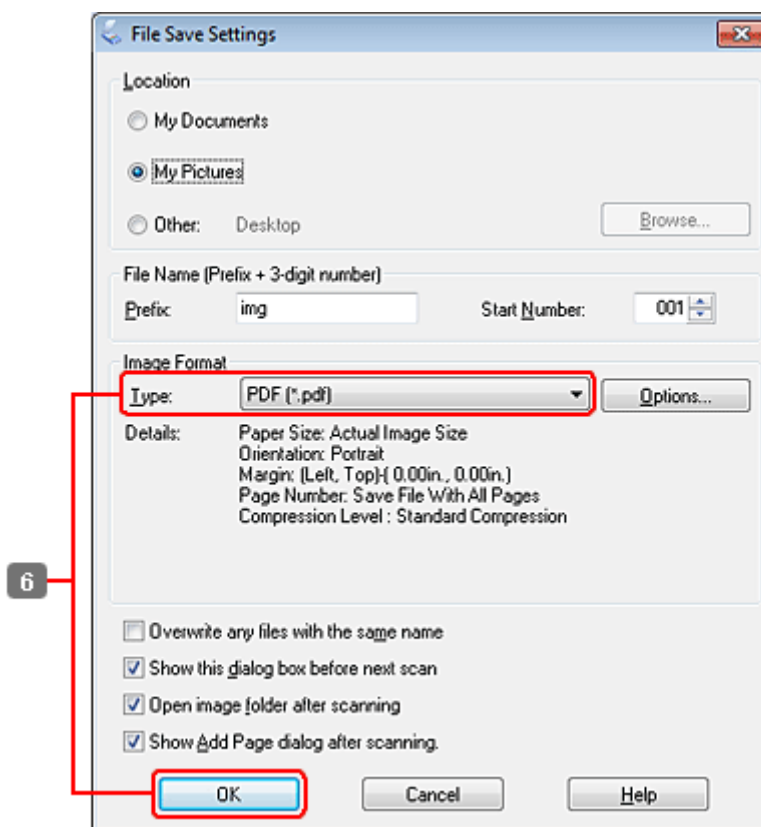 File Save Settings
Location
My Documents
My Pictures
Other: Desktop Browse...
File Name (Prefix + 3-digit number)
Prefix: img Start Number: 001
Image Format
Type: PDF (*.pdf) Options...
Details: Paper Size: Actual Image Size
Orientation: Portrait
Margin: (Left, Top)-( 0.00in., 0.00in.)
Page Number: Save File With All Pages
Compression Level : Standard Compression
6
Overwrite any files with the same name
Show this dialog box before next scan
Open image folder after scanning
Show Add Page dialog after scanning.
OK Cancel Help